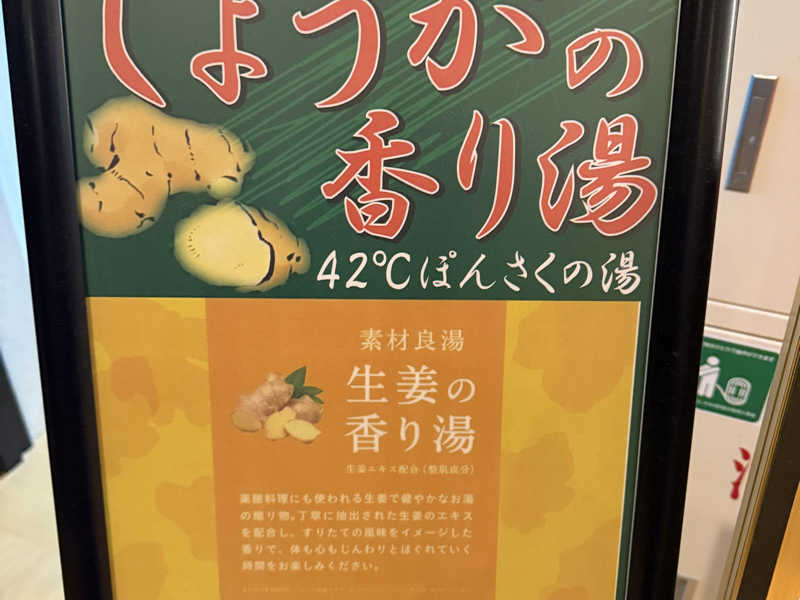 しょうがの
香り湯
42℃ぽんさくの湯
素材良湯
生姜の
香り湯
生姜エキス配合(整肌成分)
薬膳料理にも使われる生姜で健やかなお湯
の贈り物。丁寧に抽出された生姜のエキス
を配合し、すりたての風味をイメージした
香りで、体も心もじんわりとほぐれていく
時間をお楽しみください。